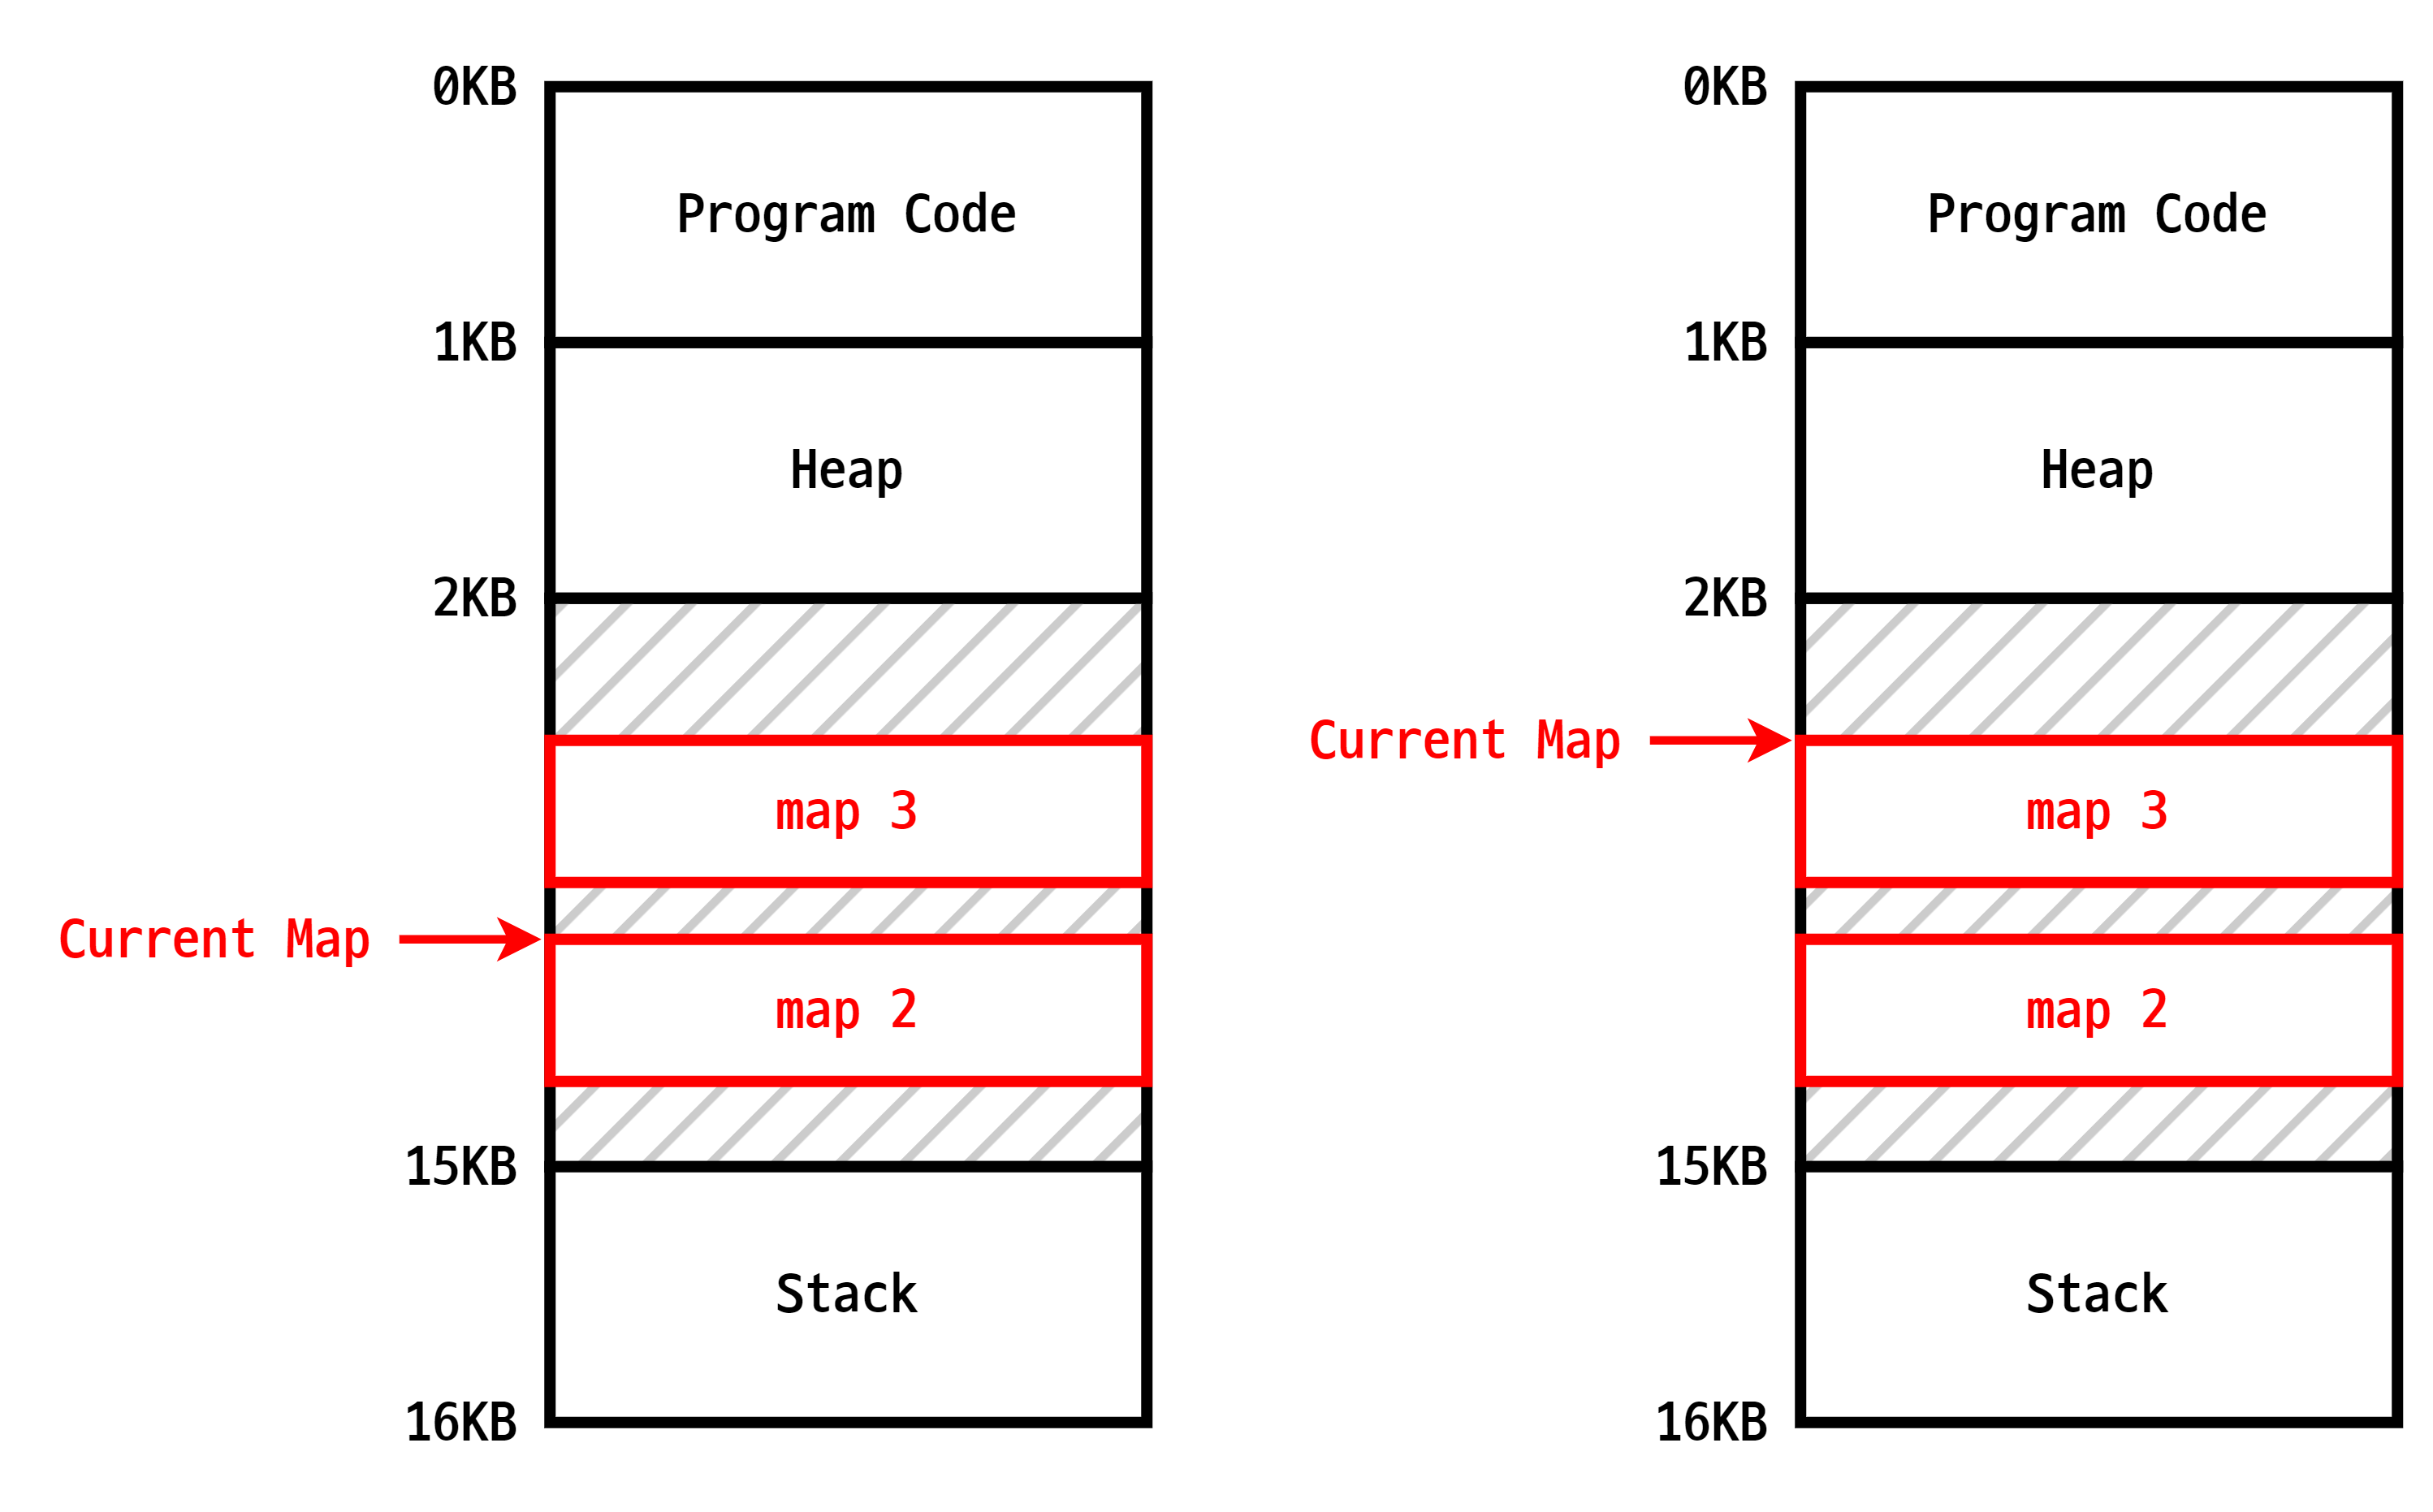 0KB
Program Code
1KB
Heap
2KB
map 3
Current Map
map 2
15KB
Stack
16KB
0KB
Program Code
1KB
Heap
2KB
Current Map
map 3
map 2
15KB
Stack
16KB